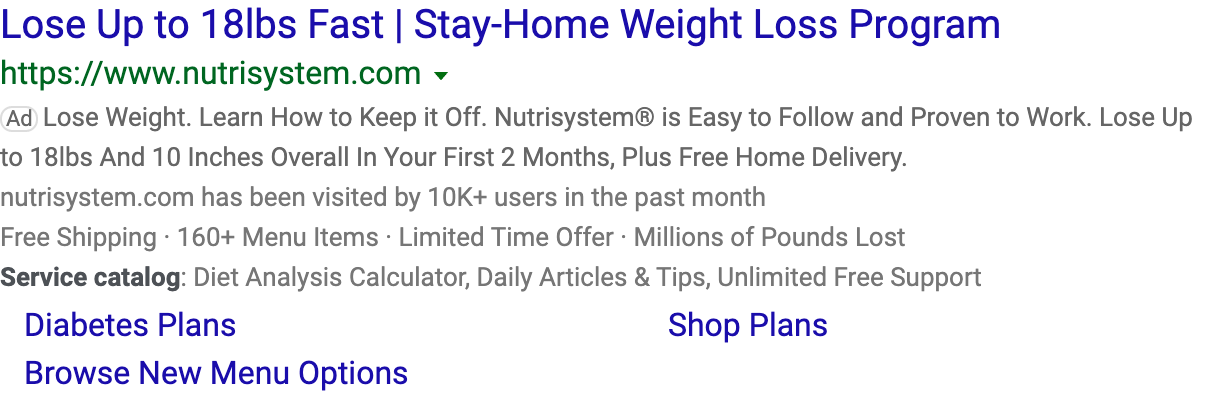 Lose Up to 18lbs Fast | Stay-Home Weight Loss Program
https://www.nutrisystem.com
Ad Lose Weight. Learn How to Keep it Off. Nutrisystem® is Easy to Follow and Proven to Work. Lose Up
to 18lbs And 10 Inches Overall In Your First 2 Months, Plus Free Home Delivery.
nutrisystem.com has been visited by 10K+ users in the past month
Free Shipping · 160+ Menu Items · Limited Time Offer · Millions of Pounds Lost
Service catalog: Diet Analysis Calculator, Daily Articles & Tips, Unlimited Free Support
Diabetes Plans Shop Plans
Browse New Menu Options